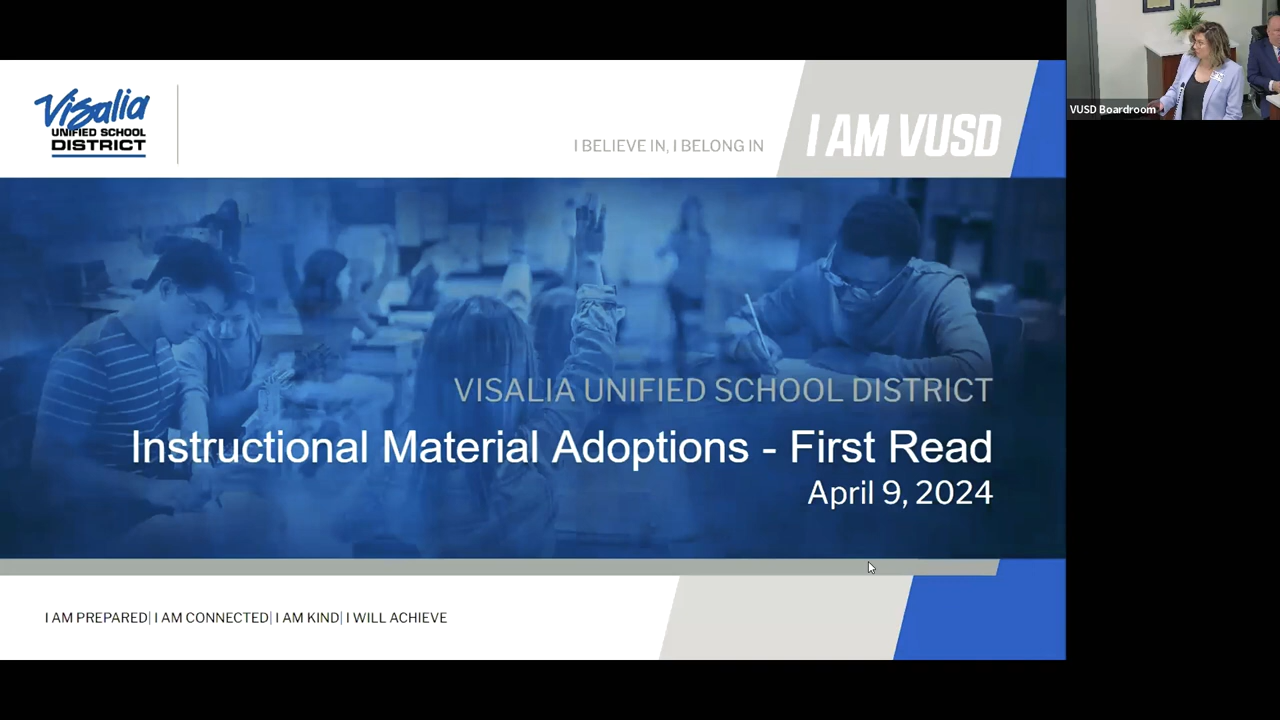 Visalia
UNIFIED SCHOOL
DISTRICT
I BELIEVE IN, I BELONG IN
I AM VUSD
VUSD Boardroom
VISALIA UNIFIED SCHOOL DISTRICT
Instructional Material Adoptions - First Read
April 9, 2024
I AM PREPARED| I AM CONNECTED| I AM KIND| I WILL ACHIEVE